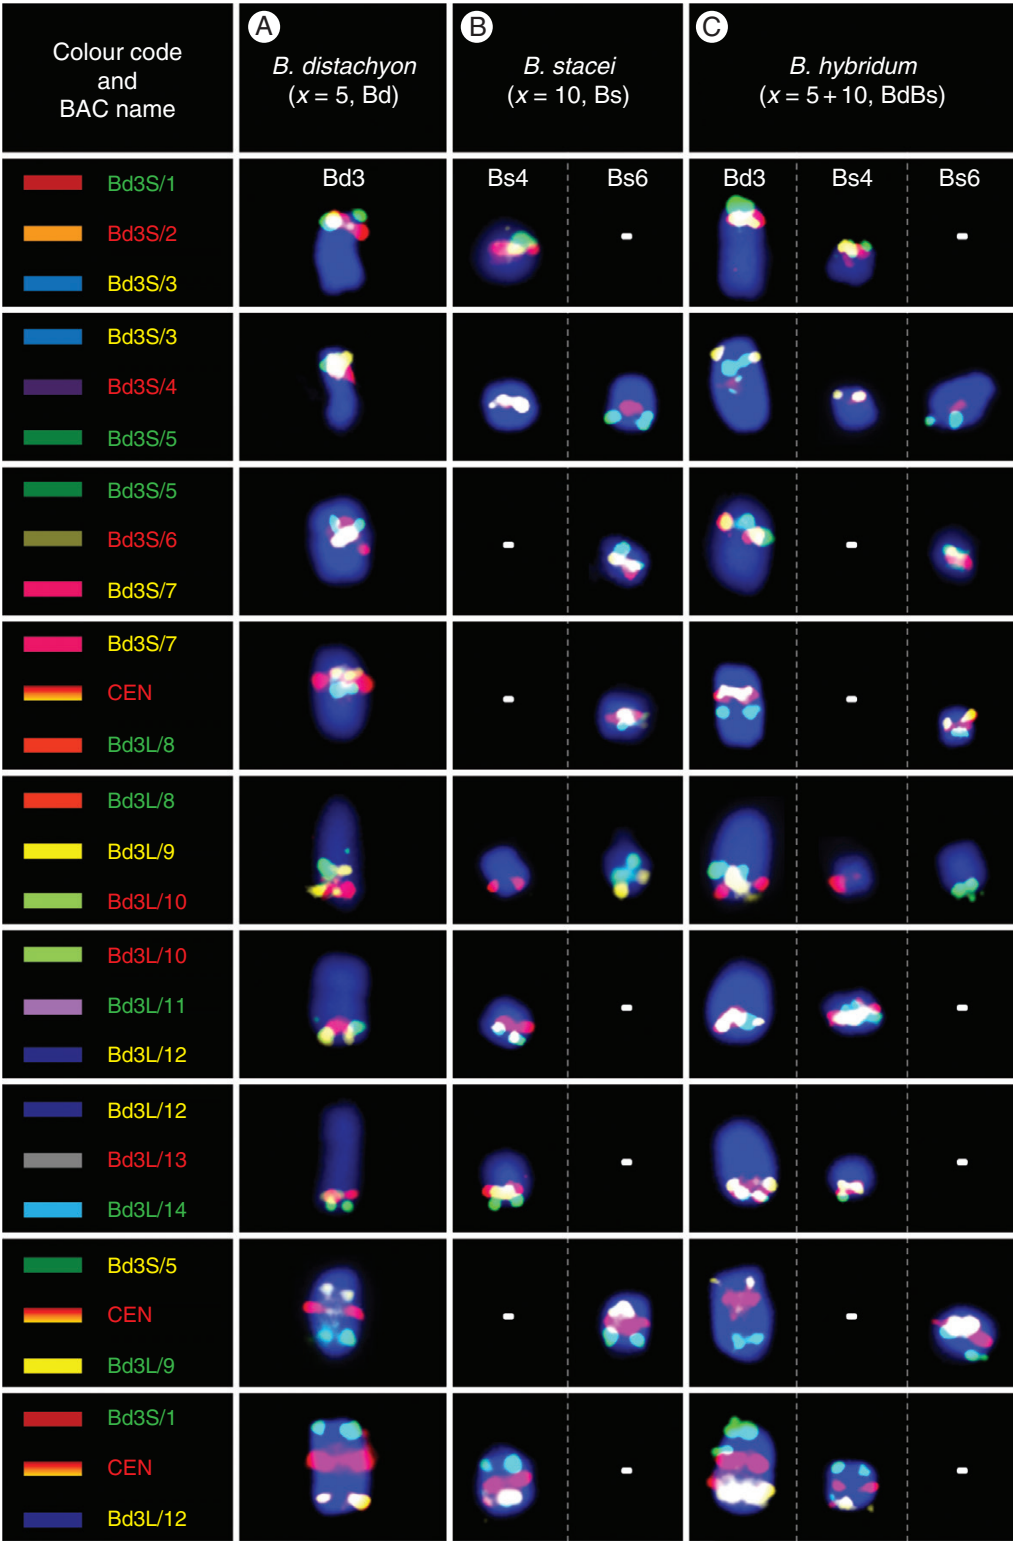 Colour code
and
BAC name
A
B. distachyon
(x = 5, Bd)
B
B. stacei
(x = 10, Bs)
C
B. hybridum
(x = 5 + 10, BdBs)
Bd3
Bs4
Bs6
Bd3
Bs4
Bs6
Bd3S/1
Bd3S/2
Bd3S/3
-
-
Bd3S/3
Bd3S/4
Bd3S/5
Bd3S/5
Bd3S/6
Bd3S/7
-
-
Bd3S/7
CEN
Bd3L/8
-
-
Bd3L/8
Bd3L/9
Bd3L/10
Bd3L/10
Bd3L/11
Bd3L/12
-
-
Bd3L/12
Bd3L/13
Bd3L/14
-
-
Bd3S/5
CEN
Bd3L/9
-
-
Bd3S/1
CEN
Bd3L/12
-
-